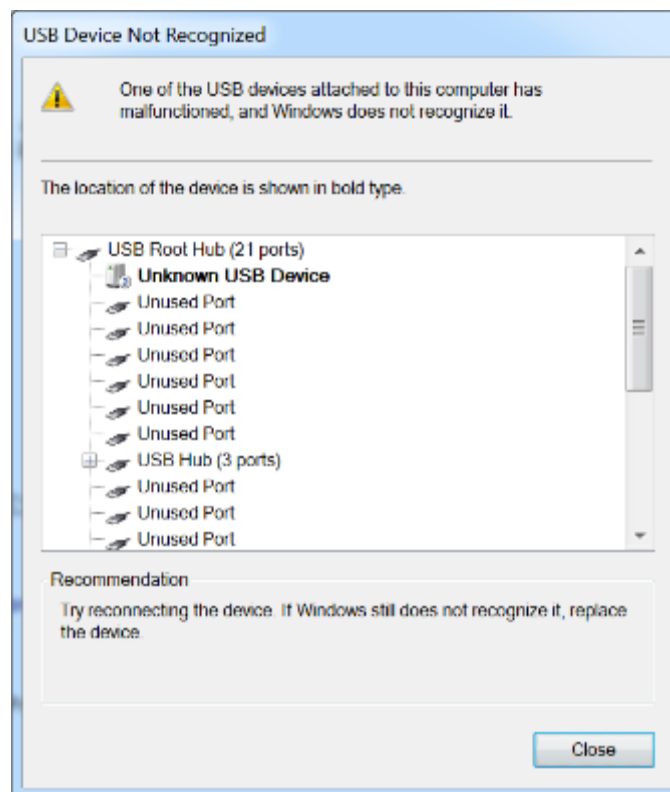 USB Device Not Recognized
One of the USB devices attached to this computer has
malfunctioned, and Windows does not recognize it.
The location of the device is shown in bold type.
USB Root Hub (21 ports)
Unknown USB Device
Unused Port
Unused Port
Unused Port
Unused Port
Unused Port
Unused Port
USB Hub (3 ports)
Unused Port
Unused Port
Unused Port
Recommendation
Try reconnecting the device. If Windows still does not recognize it, replace
the device.
Close